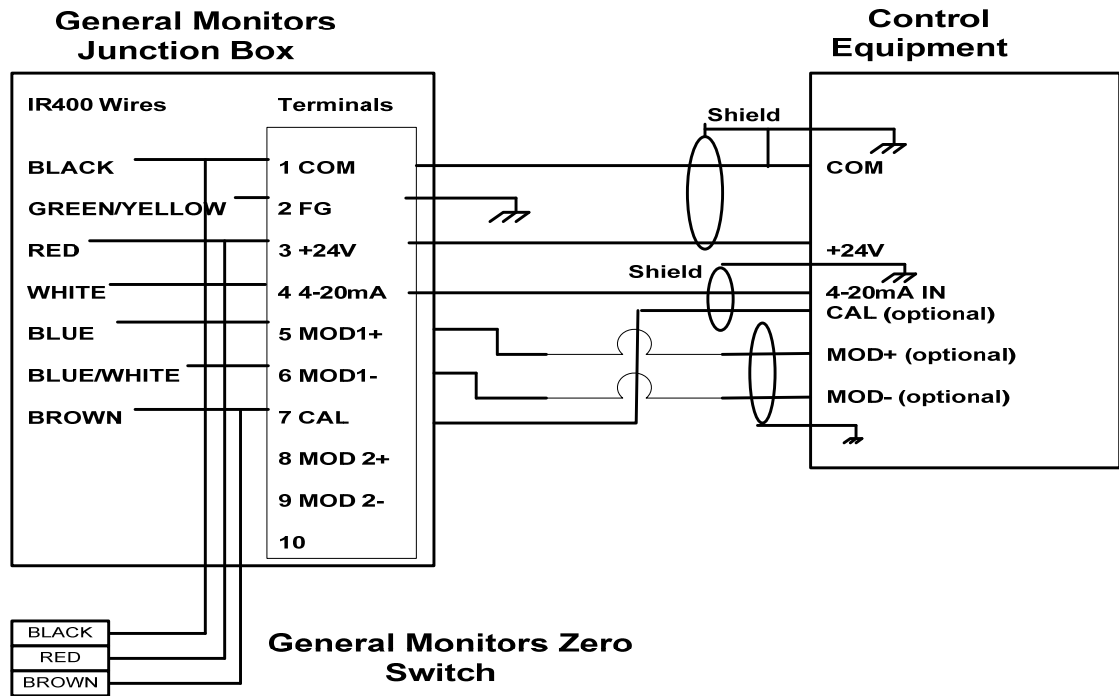 General Monitors
Junction Box
Control
Equipment
IR400 Wires
Terminals
Shield
BLACK
1 COM
COM
GREEN/YELLOW
2 FG
RED
3 +24V
+24V
Shield
WHITE
4 4-20mA
4-20mA IN
CAL (optional)
BLUE
5 MOD1+
MOD+ (optional)
BLUE/WHITE
6 MOD1-
MOD- (optional)
BROWN
7 CAL
8 MOD 2+
9 MOD 2-
10
BLACK
RED
BROWN
General Monitors Zero
Switch